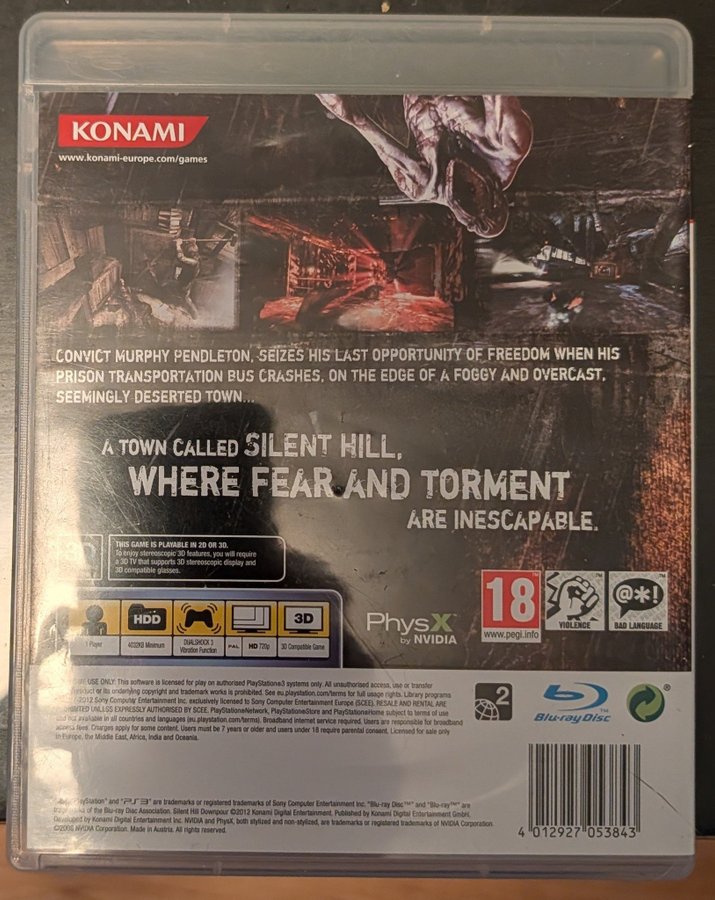 KONAMI
www.konami-europe.com/games
CONVICT MURPHY PENDLETON, SEIZES HIS LAST OPPORTUNITY OF FREEDOM WHEN HIS
PRISON TRANSPORTATION BUS CRASHES, ON THE EDGE OF A FOGGY AND OVERCAST,
SEEMINGLY DESERTED TOWN...
A TOWN CALLED SILENT HILL,
WHERE FEAR AND TORMENT
ARE INESCAPABLE.
THIS GAME IS PLAYABLE IN 2D OR 3D.
To enjoy stereoscopic 3D features, you will require
a 3D TV that supports 3D stereoscopic display and
3D compatible glasses.
HDD
3D
Player
4032KB Minimum
DUALSHOCK 3
Vibration Function
PAL
HD 720p
3D Compatible Game
PhysX™
by NVIDIA
18
www.pegi.info
VIOLENCE
@*!
BAD LANGUAGE
USE ONLY: This software is licensed for play on authorised PlayStation®3 systems only. All unauthorised access, use or transfer
product or its underlying copyright and trademark works is prohibited. See eu.playstation.com/terms for full usage rights. Library programs
-2012 Sony Computer Entertainment Inc. exclusively licensed to Sony Computer Entertainment Europe (SCEE). RESALE AND RENTAL ARE
UNLESS EXPRESSLY AUTHORISED BY SCEE. PlayStation®Network, PlayStation®Store and PlayStation®Home subject to terms of use
and not available in all countries and languages (eu.playstation.com/terms). Broadband internet service required. Users are responsible for broadband
access fees. Charges apply for some content. Users must be 7 years or older and users under 18 require parental consent. Licensed for sale only
in Europe, the Middle East, Africa, India and Oceania.
2
Blu-ray Disc™
PlayStation" and "PS3" are trademarks or registered trademarks of Sony Computer Entertainment Inc. "Blu-ray Disc™" and "Blu-ray™" are
trademarks of the Blu-ray Disc Association. Silent Hill Downpour ©2012 Konami Digital Entertainment. Published by Konami Digital Entertainment GmbH.
Developed by Konami Digital Entertainment Inc. NVIDIA and PhysX, both stylized and non-stylized, are trademarks or registered trademarks of NVIDIA Corporation.
NVIDIA Corporation. Made in Austria. All rights reserved.
4 012927 053843